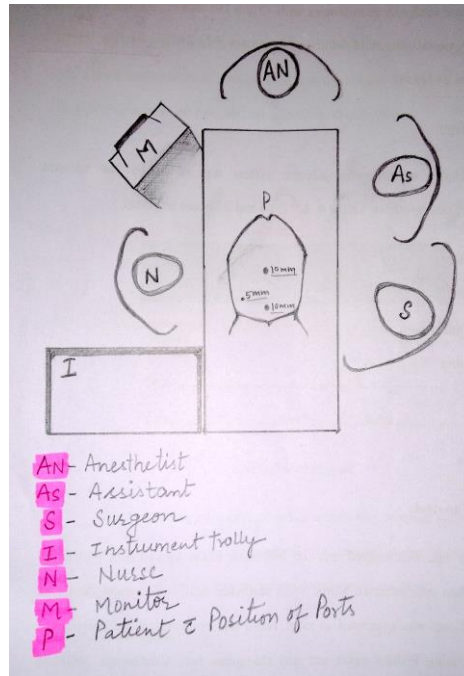 AN
M
As
P
10mm
N
5mm
10mm
S
I
AN - Anesthetist
As - Assistant
S - Surgeon
I - Instrument trolly
N - Nurse
M - Monitor
P - Patient c̄ Position of Ports